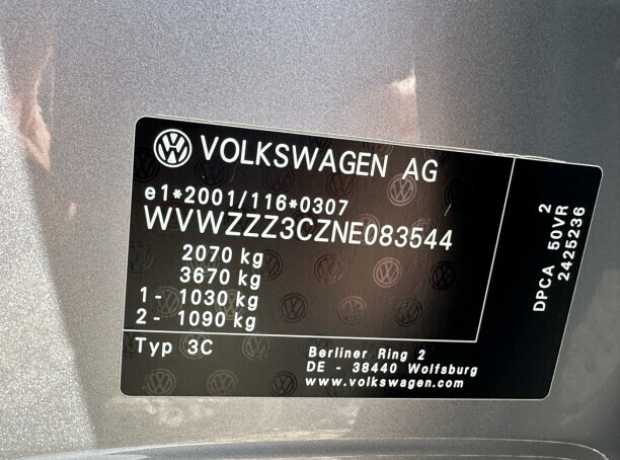 VOLKSWAGEN AG
e1*2001/116*0307
WVWZZZ3CZNE083544
2070 kg
3670 kg
1 - 1030 kg
2 - 1090 kg
Typ 3C
Berliner Ring 2
DE - 38440 Wolfsburg
www.volkswagen.com
2
DPCA 50VR
2425236